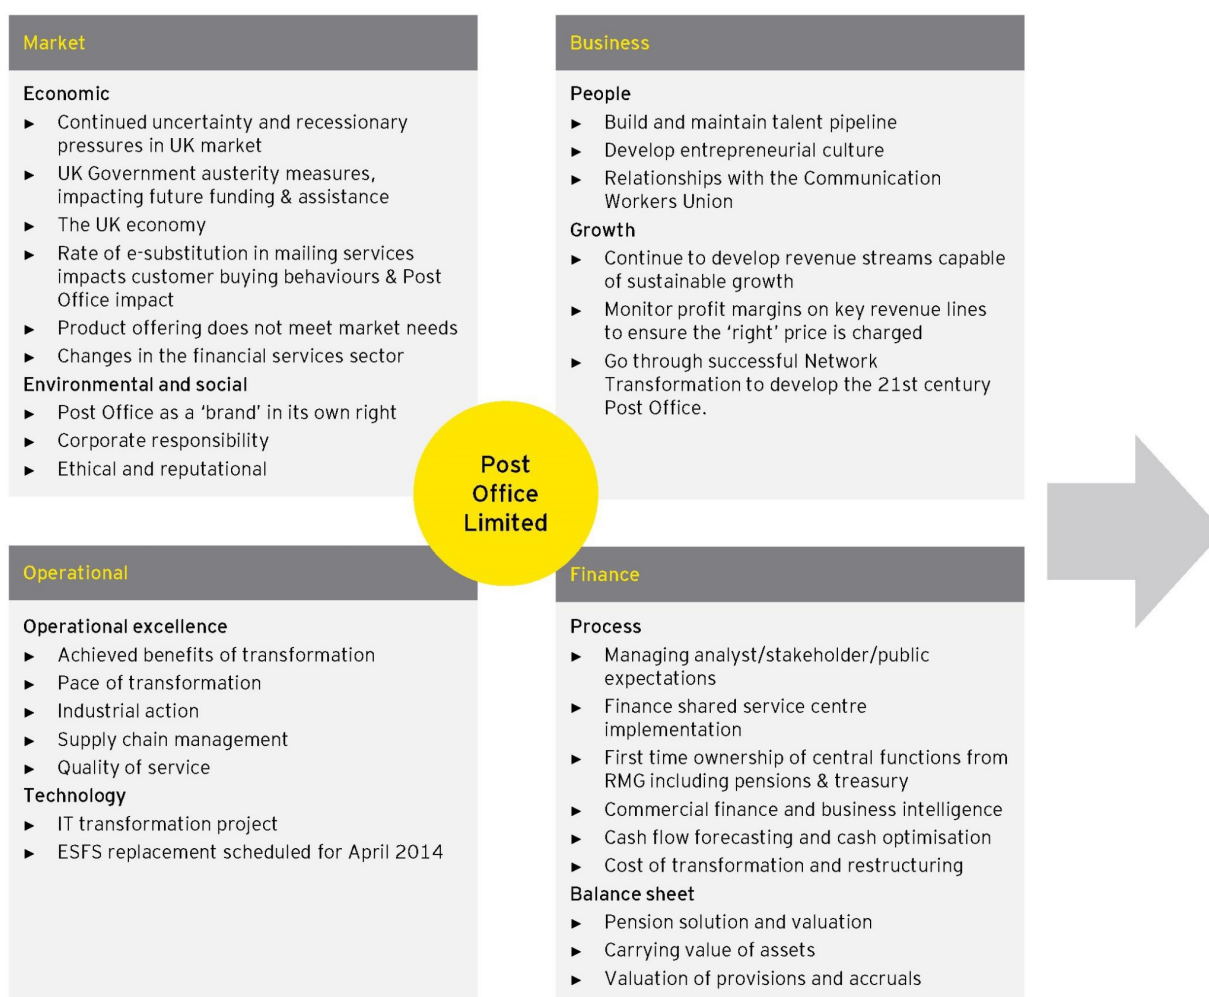 Market
Economic
► Continued uncertainty and recessionary
pressures in UK market
► UK Government austerity measures,
impacting future funding & assistance
► The UK economy
► Rate of e-substitution in mailing services
impacts customer buying behaviours & Post
Office impact
► Product offering does not meet market needs
► Changes in the financial services sector
Environmental and social
► Post Office as a ‘brand’ in its own right
► Corporate responsibility
► Ethical and reputational
Business
People
► Build and maintain talent pipeline
► Develop entrepreneurial culture
► Relationships with the Communication
Workers Union
Growth
► Continue to develop revenue streams capable
of sustainable growth
► Monitor profit margins on key revenue lines
to ensure the ‘right’ price is charged
► Go through successful Network
Transformation to develop the 21st century
Post Office.
Post
Office
Limited
Operational
Operational excellence
► Achieved benefits of transformation
► Pace of transformation
► Industrial action
► Supply chain management
► Quality of service
Technology
► IT transformation project
► ESFS replacement scheduled for April 2014
Finance
Process
► Managing analyst/stakeholder/public
expectations
► Finance shared service centre
implementation
► First time ownership of central functions from
RMG including pensions & treasury
► Commercial finance and business intelligence
► Cash flow forecasting and cash optimisation
► Cost of transformation and restructuring
Balance sheet
► Pension solution and valuation
► Carrying value of assets
► Valuation of provisions and accruals